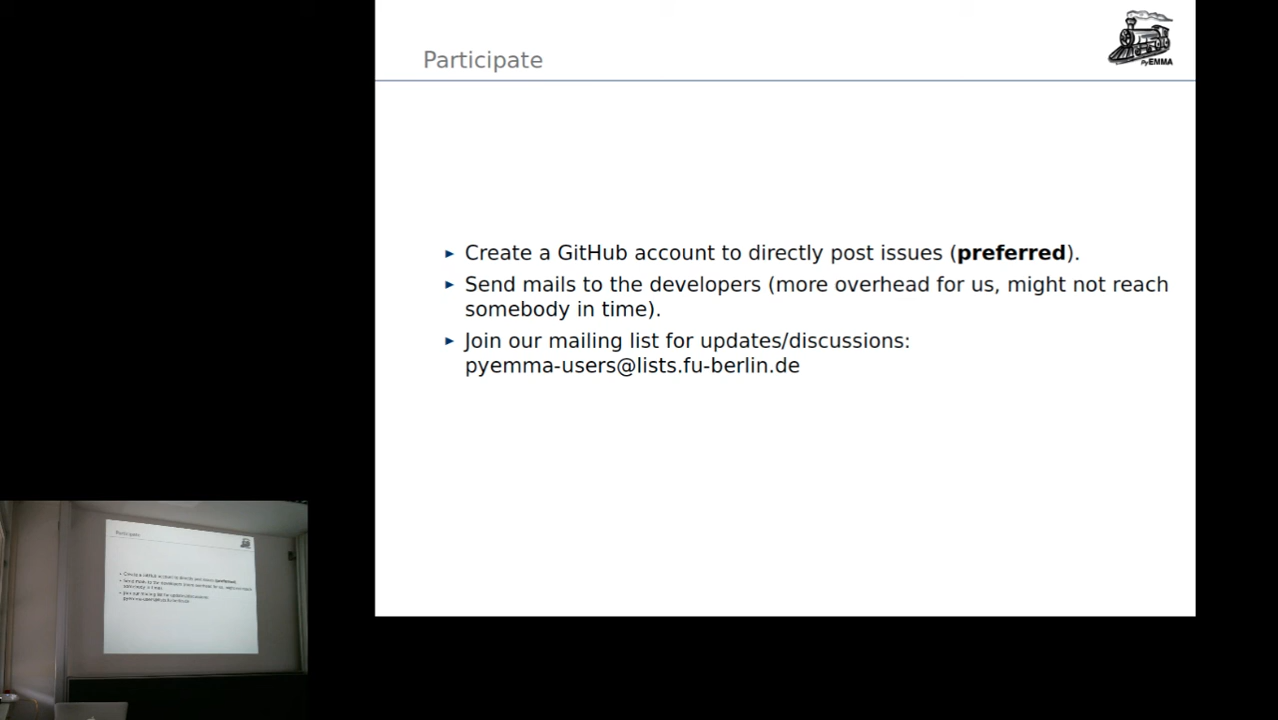 Participate
PyEMMA
▸ Create a GitHub account to directly post issues (preferred).
▸ Send mails to the developers (more overhead for us, might not reach
somebody in time).
▸ Join our mailing list for updates/discussions:
pyemma-users@lists.fu-berlin.de
Participate